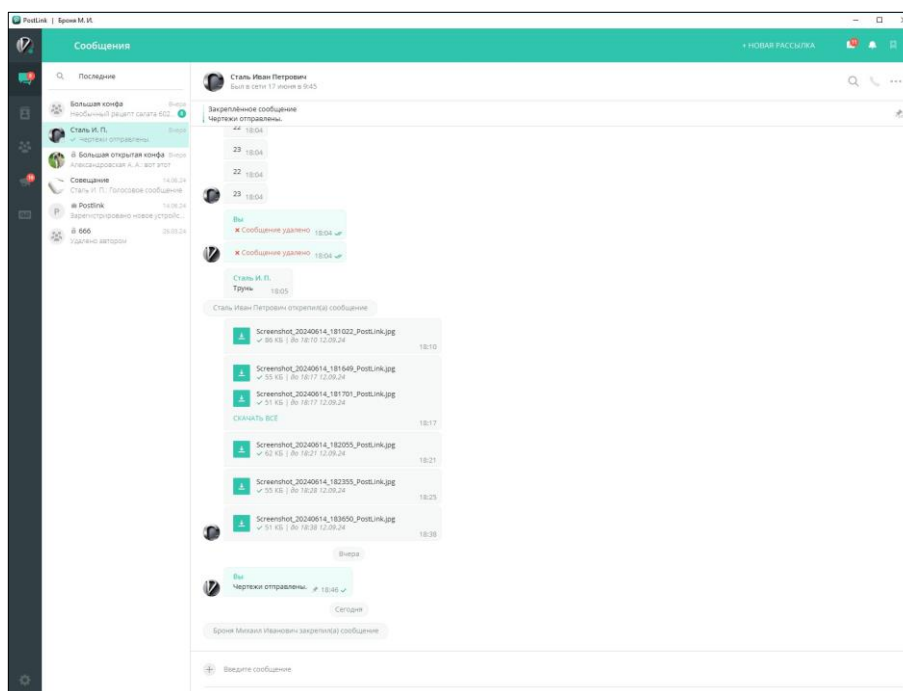 PostLink | Броня М. И.
Сообщения
+ НОВАЯ РАССЫЛКА
Последние
Большая конфа Вчера
Необычный рецепт салата 602...
Сталь И. П. Вчера
Чертежи отправлены.
Большая открытая конфа Вчера
Александровская А. А.: вот этот
Совещание 14.06.24
Сталь И. П.: Голосовое сообщение
P
Postlink 14.06.24
Зарегистрировано новое устройс...
666 26.03.24
Удалено автором
Сталь Иван Петрович
Был в сети 17 июня в 9:45
Закреплённое сообщение
Чертежи отправлены.
22 18:04
23 18:04
22 18:04
23 18:04
Вы
Сообщение удалено 18:04
Сообщение удалено 18:04
Сталь И. П.
Трунь 18:05
Сталь Иван Петрович открепил(а) сообщение
Screenshot_20240614_181022_PostLink.jpg
86 КБ | до 18:10 12.09.24
18:10
Screenshot_20240614_181649_PostLink.jpg
55 КБ | до 18:17 12.09.24
Screenshot_20240614_181701_PostLink.jpg
51 КБ | до 18:17 12.09.24
СКАЧАТЬ ВСЁ 18:17
Screenshot_20240614_182055_PostLink.jpg
62 КБ | до 18:21 12.09.24
18:21
Screenshot_20240614_182355_PostLink.jpg
55 КБ | до 18:28 12.09.24
18:25
Screenshot_20240614_183650_PostLink.jpg
51 КБ | до 18:38 12.09.24
18:38
Вчера
Вы
Чертежи отправлены. 18:46
Сегодня
Броня Михаил Иванович закрепил(а) сообщение
Введите сообщение